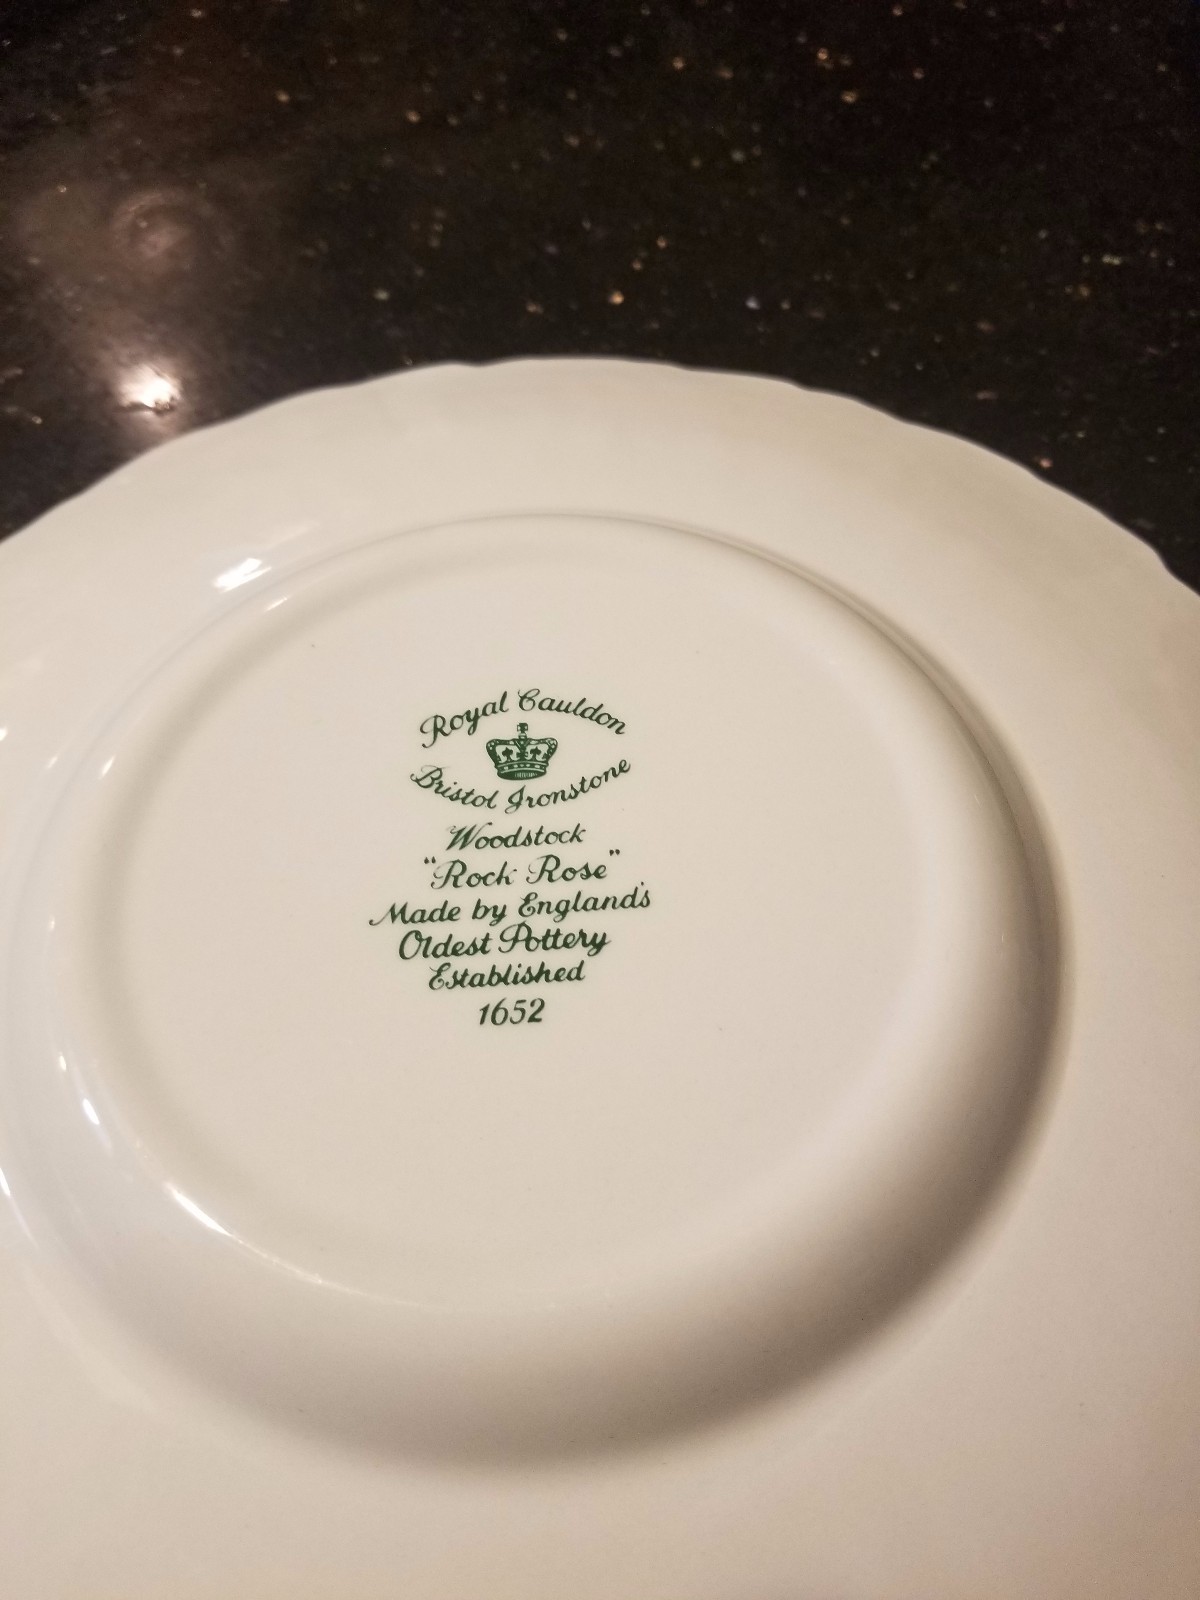 Royal Cauldon
Bristol Ironstone
Woodstock
"Rock Rose"
Made by England's
Oldest Pottery
Established
1652